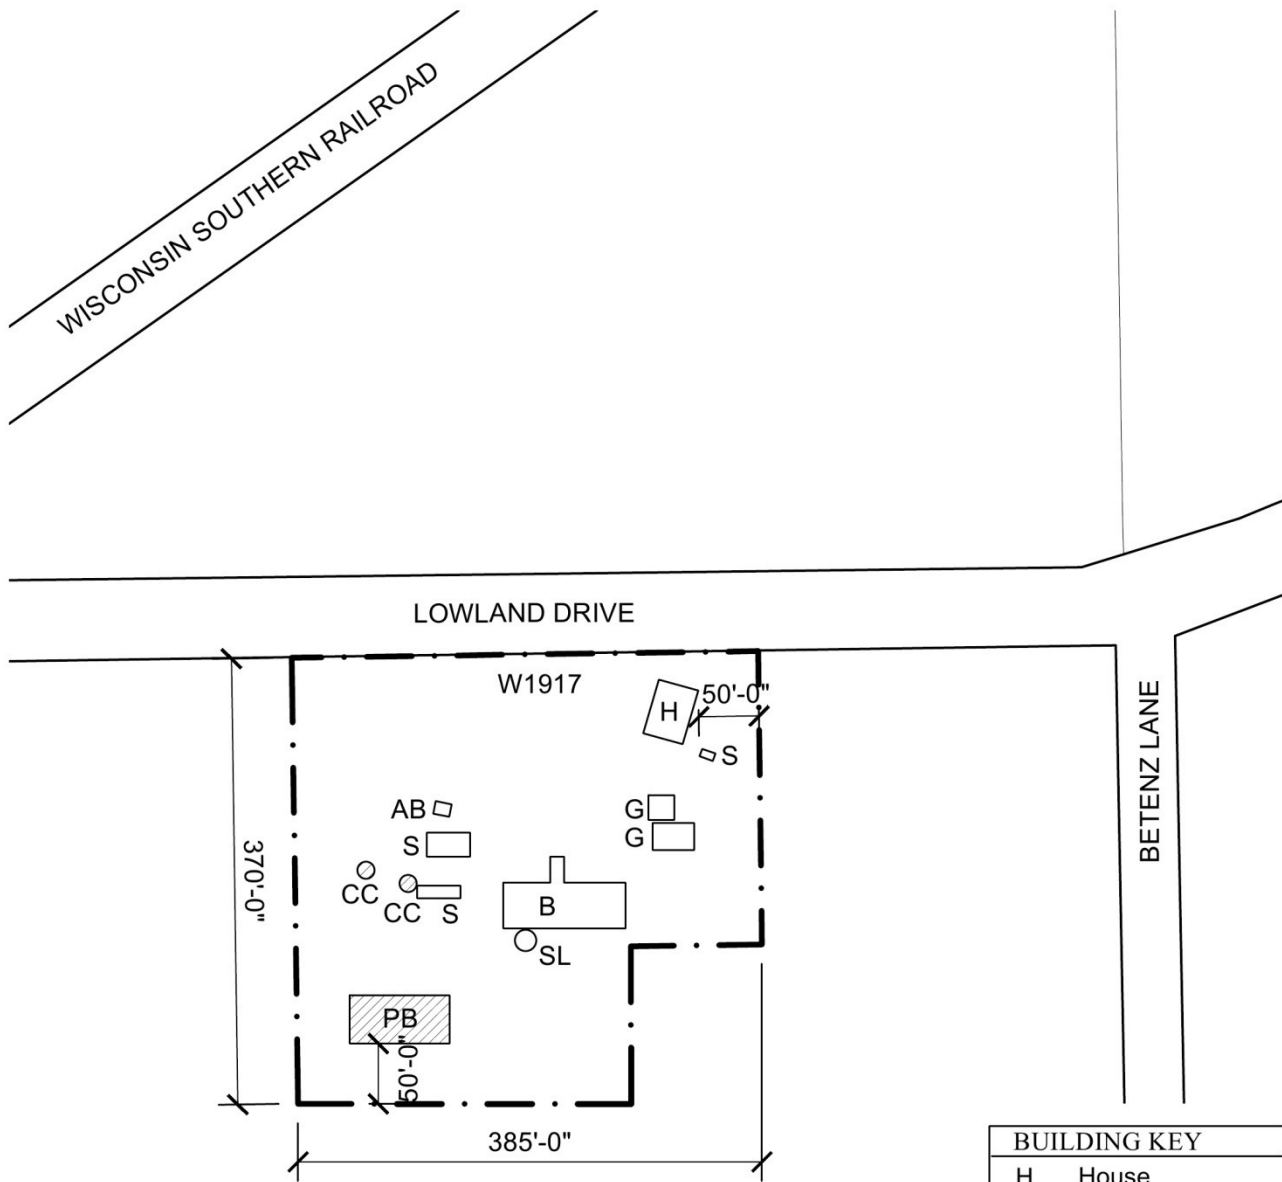 WISCONSIN SOUTHERN RAILROAD
LOWLAND DRIVE
W1917
H
50'-0"
S
BETENZ LANE
AB
G
S
G
370'-0"
CC
CC
S
B
SL
PB
50'-0"
385'-0"
BUILDING KEY
H House